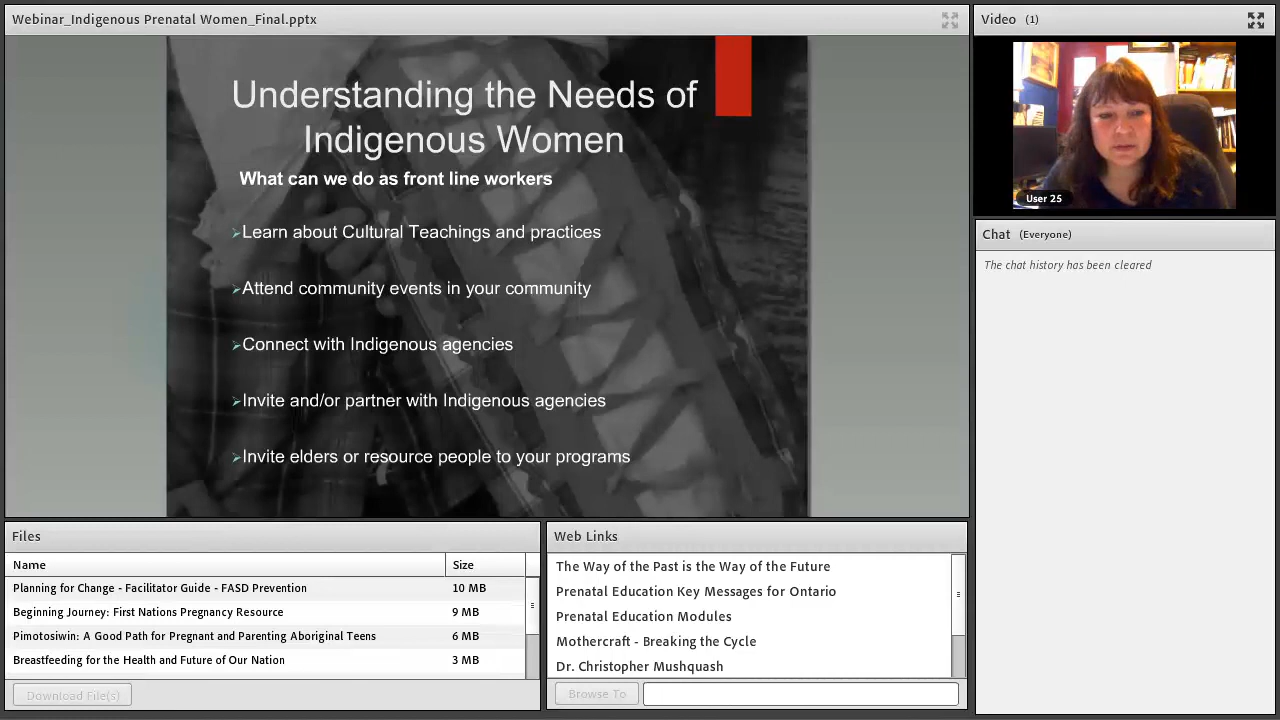 Webinar_Indigenous Prenatal Women_Final.pptx
Understanding the Needs of
Indigenous Women
What can we do as front line workers
Learn about Cultural Teachings and practices
Attend community events in your community
Connect with Indigenous agencies
Invite and/or partner with Indigenous agencies
Invite elders or resource people to your programs
Video (1)
User 25
Chat (Everyone)
The chat history has been cleared
Files
Name Size
Planning for Change - Facilitator Guide - FASD Prevention 10 MB
Beginning Journey: First Nations Pregnancy Resource 9 MB
Pimotosiwin: A Good Path for Pregnant and Parenting Aboriginal Teens 6 MB
Breastfeeding for the Health and Future of Our Nation 3 MB
Download File(s)
Web Links
The Way of the Past is the Way of the Future
Prenatal Education Key Messages for Ontario
Prenatal Education Modules
Mothercraft - Breaking the Cycle
Dr. Christopher Mushquash
Browse To